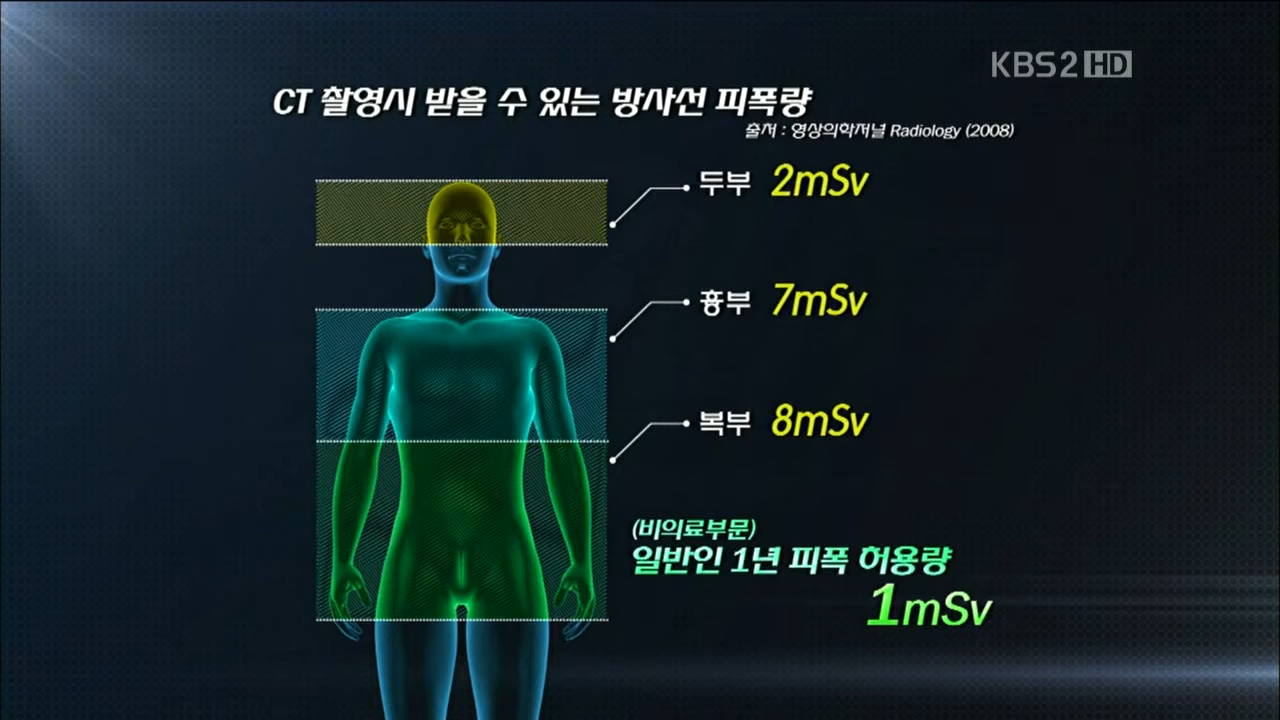 KBS2 HD
CT 촬영시 받을 수 있는 방사선 피폭량
출처 : 영상의학저널 Radiology (2008)
두부 2mSv
흉부 7mSv
복부 8mSv
(비의료부문)
일반인 1년 피폭 허용량
1mSv